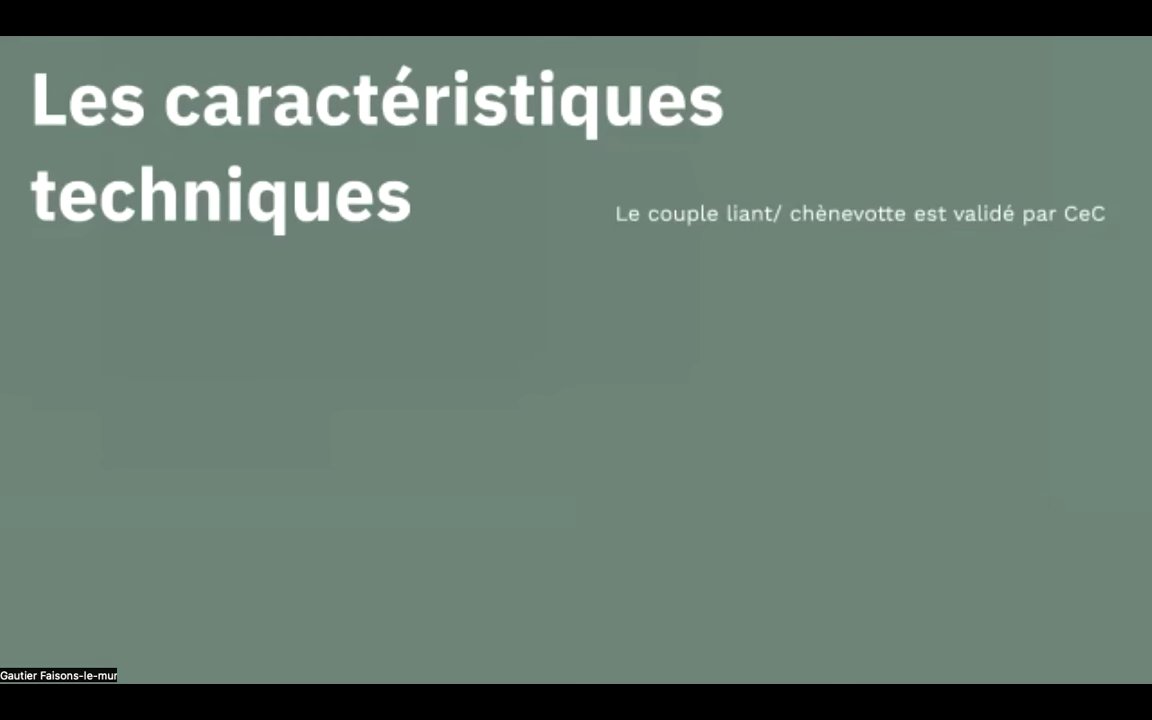 Les caractéristiques
techniques
Le couple liant/ chènevotte est validé par CeC
Gautier Faisons-le-mur